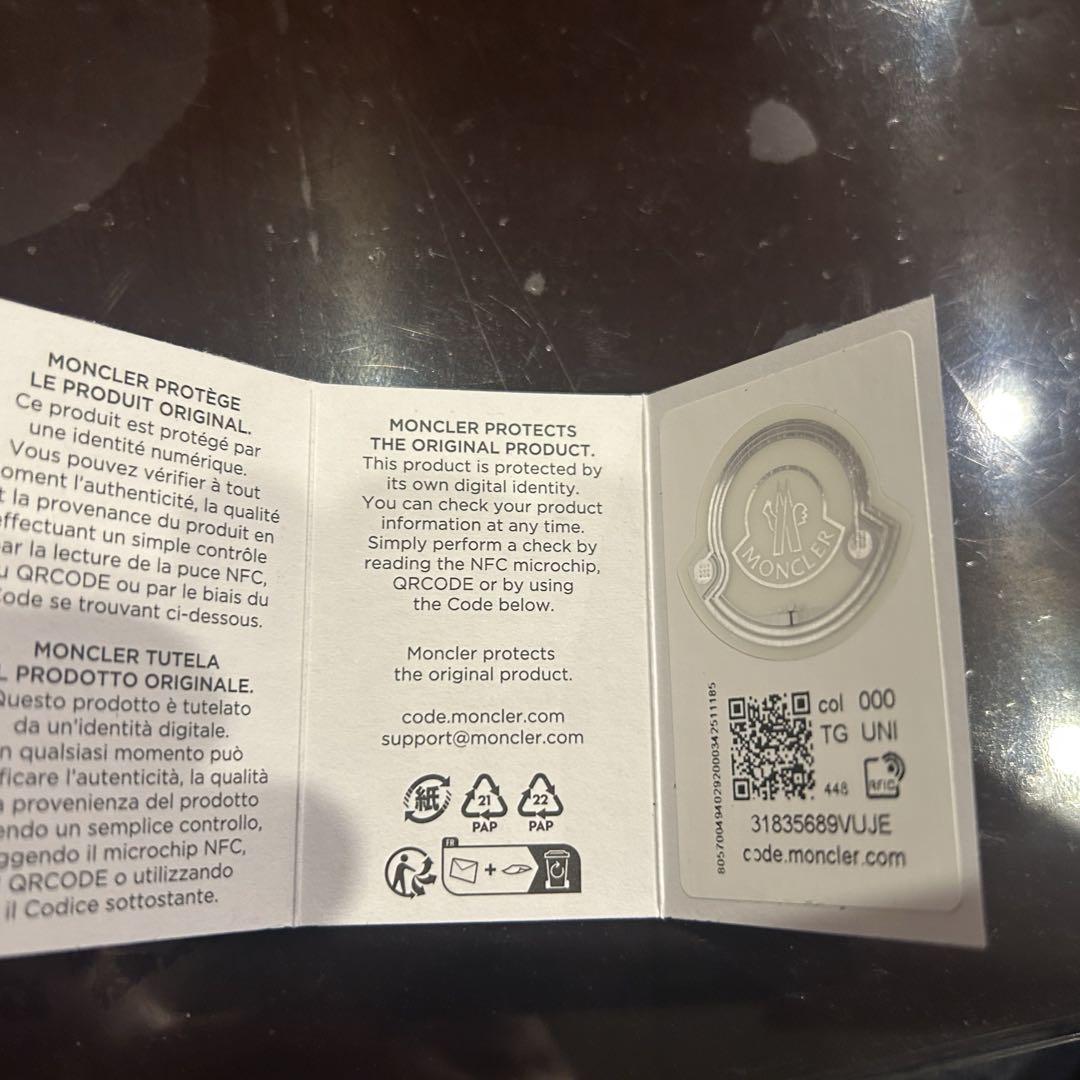 MONCLER PROTÈGE
LE PRODUIT ORIGINAL.
Ce produit est protégé par
une identité numérique.
Vous pouvez vérifier à tout
oment l'authenticité, la qualité
t la provenance du produit en
effectuant un simple contrôle
ar la lecture de la puce NFC,
u QRCODE ou par le biais du
Code se trouvant ci-dessous.
MONCLER TUTELA
L PRODOTTO ORIGINALE.
Questo prodotto è tutelato
da un'identità digitale.
n qualsiasi momento può
ficare l'autenticità, la qualità
a provenienza del prodotto
endo un semplice controllo,
ggendo il microchip NFC,
QRCODE o utilizzando
il Codice sottostante.
MONCLER PROTECTS
THE ORIGINAL PRODUCT.
This product is protected by
its own digital identity.
You can check your product
information at any time.
Simply perform a check by
reading the NFC microchip,
QRCODE or by using
the Code below.
Moncler protects
the original product.
code.moncler.com
support@moncler.com
紙
21
PAP
22
PAP
FR
+
MONCLER
8057004940292000342511185
col 000
TG UNI
448
RFID
31835689VUJE
code.moncler.com